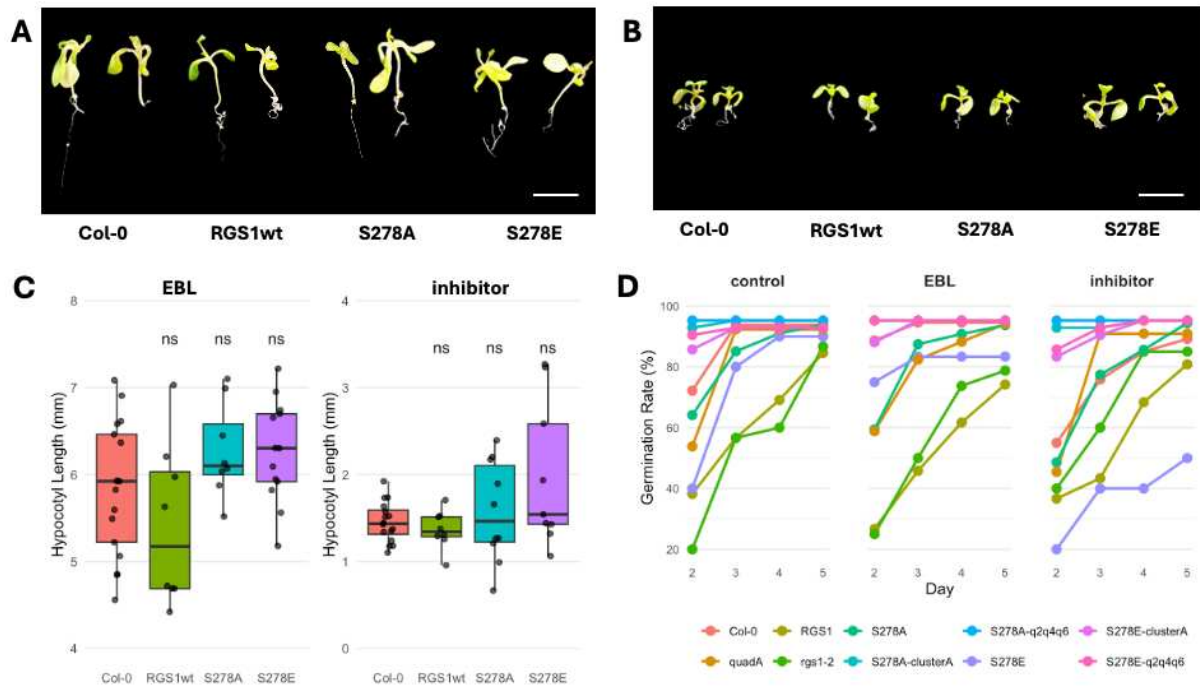 A
B
Col-0 RGS1wt S278A S278E
Col-0 RGS1wt S278A S278E
C
EBL
inhibitor
Hypocotyl Length (mm)
8
7
6
5
4
ns ns ns
Col-0 RGS1wt S278A S278E
Hypocotyl Length (mm)
4
3
2
1
0
ns ns ns
Col-0 RGS1wt S278A S278E
D
control EBL inhibitor
Germination Rate (%)
100
80
60
40
20
2 3 4 5 2 3 4 5 2 3 4 5
Day
Col-0 RGS1 S278A S278A-q2q4q6 S278E-clusterA
quadA rgs1-2 S278A-clusterA S278E S278E-q2q4q6